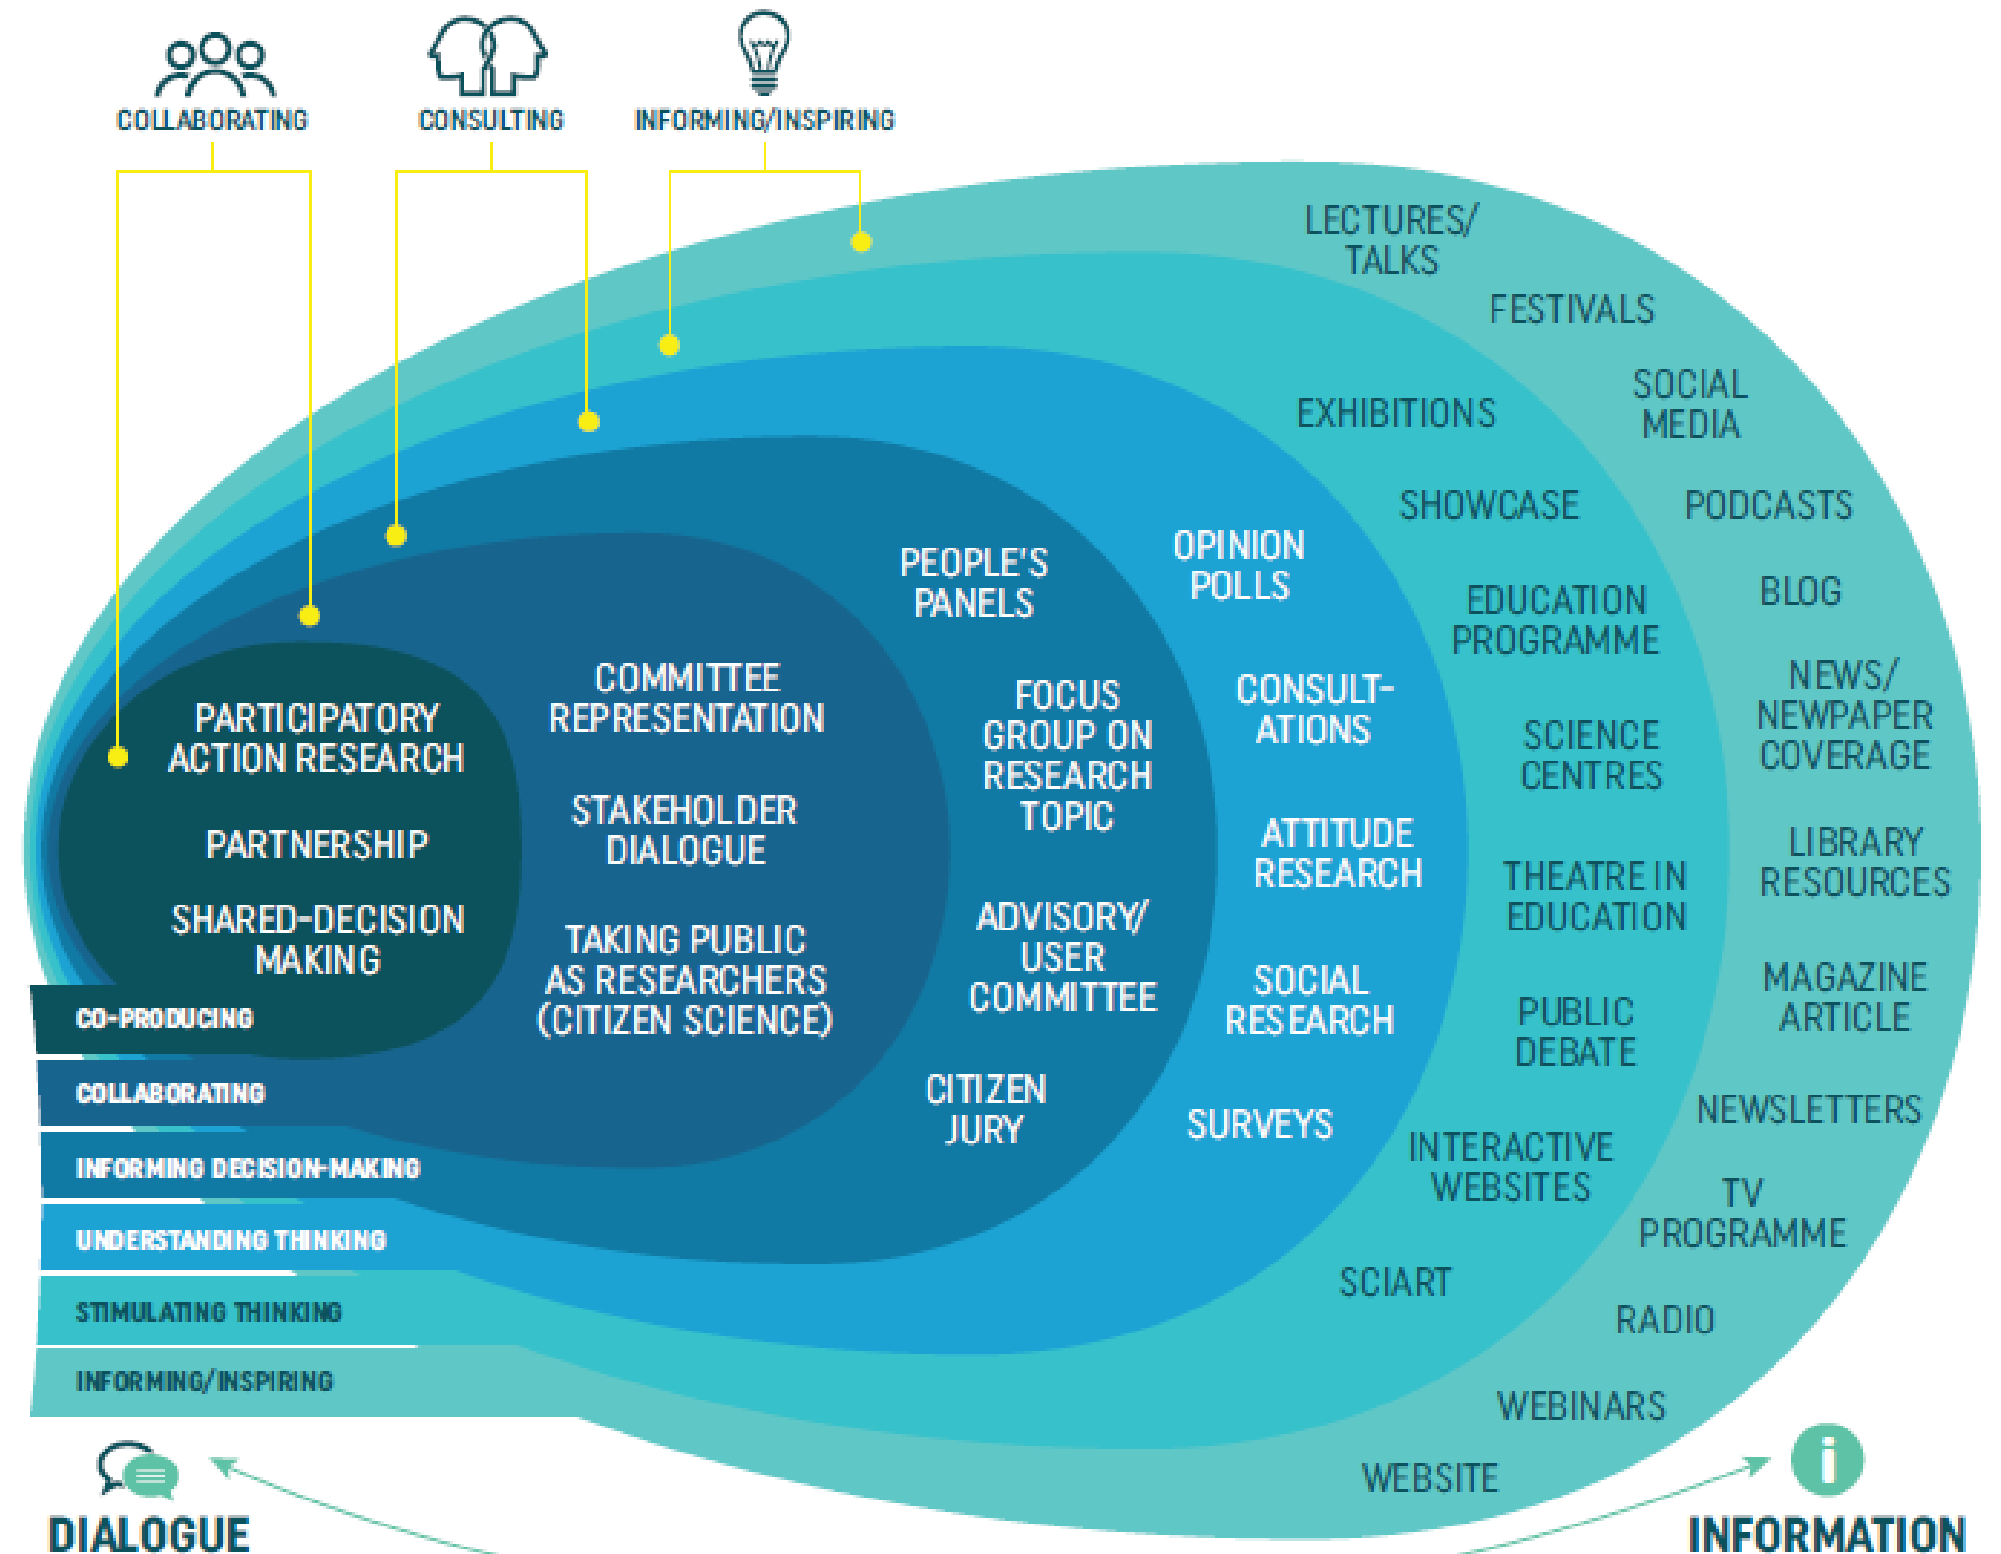 COLLABORATING
CONSULTING
INFORMING/INSPIRING
LECTURES/
TALKS
FESTIVALS
SOCIAL
MEDIA
PODCASTS
BLOG
NEWS/
NEWPAPER
COVERAGE
LIBRARY
RESOURCES
MAGAZINE
ARTICLE
NEWSLETTERS
TV
PROGRAMME
RADIO
WEBINARS
WEBSITE
EXHIBITIONS
SHOWCASE
EDUCATION
PROGRAMME
SCIENCE
CENTRES
THEATRE IN
EDUCATION
PUBLIC
DEBATE
INTERACTIVE
WEBSITES
SCIART
OPINION
POLLS
CONSULT-
ATIONS
ATTITUDE
RESEARCH
SOCIAL
RESEARCH
SURVEYS
PEOPLE'S
PANELS
FOCUS
GROUP ON
RESEARCH
TOPIC
ADVISORY/
USER
COMMITTEE
CITIZEN
JURY
COMMITTEE
REPRESENTATION
STAKEHOLDER
DIALOGUE
TAKING PUBLIC
AS RESEARCHERS
(CITIZEN SCIENCE)
PARTICIPATORY
ACTION RESEARCH
PARTNERSHIP
SHARED-DECISION
MAKING
CO-PRODUCING
COLLABORATING
INFORMING DECISION-MAKING
UNDERSTANDING THINKING
STIMULATING THINKING
INFORMING/INSPIRING
DIALOGUE
i
INFORMATION